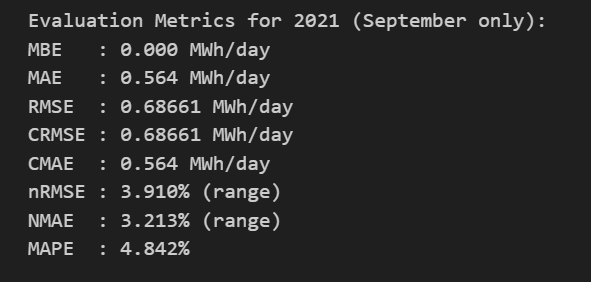 Evaluation Metrics for 2021 (September only):
MBE   : 0.000 MWh/day
MAE   : 0.564 MWh/day
RMSE  : 0.68661 MWh/day
CRMSE : 0.68661 MWh/day
CMAE  : 0.564 MWh/day
nRMSE : 3.910% (range)
NMAE  : 3.213% (range)
MAPE  : 4.842%